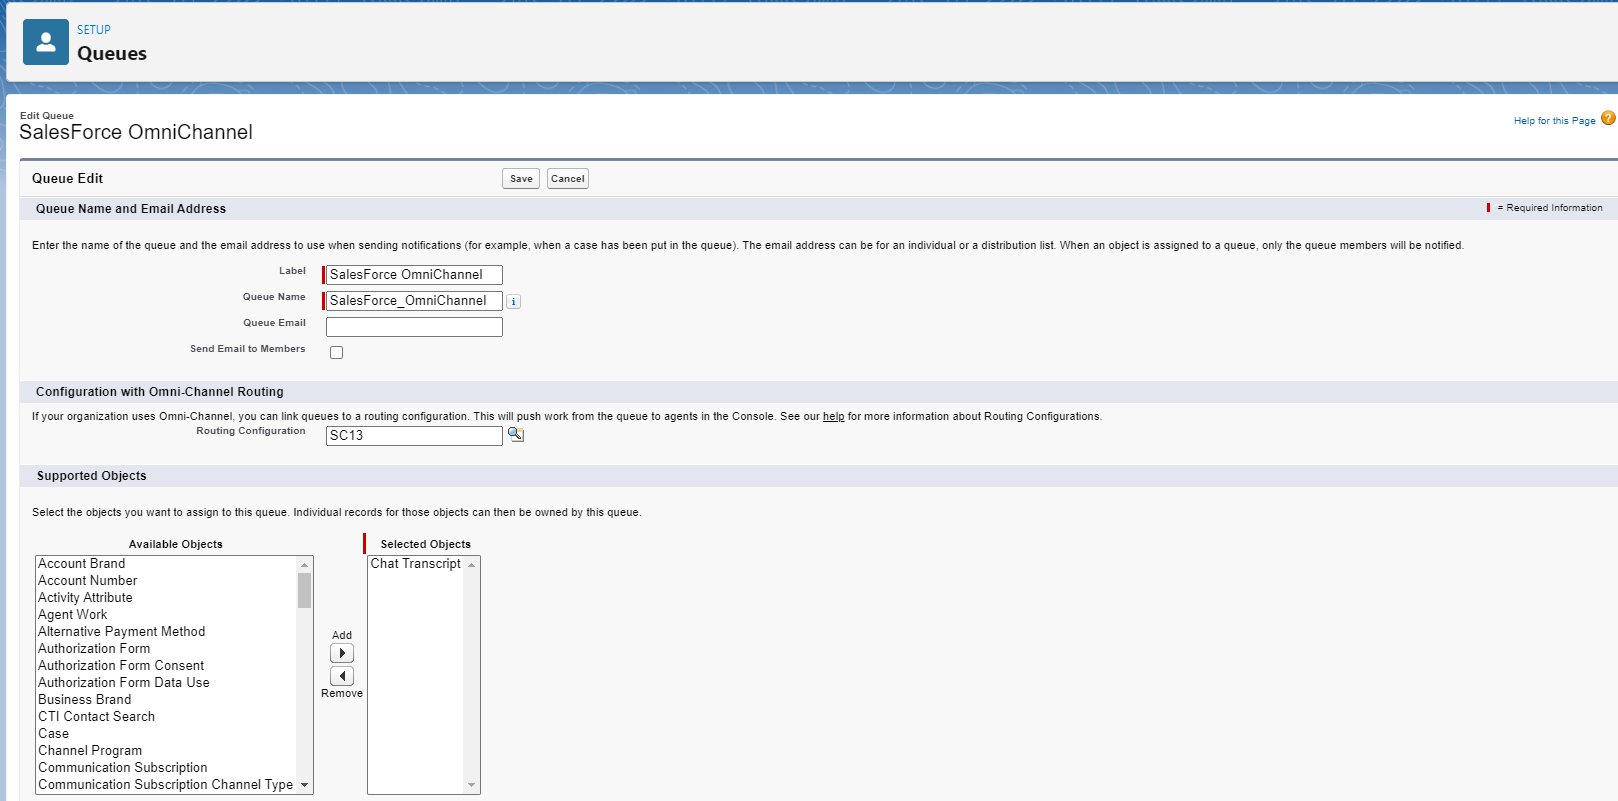 SETUP
Queues
Edit Queue
SalesForce OmniChannel
Help for this Page ?
Queue Edit
Save Cancel
Queue Name and Email Address
= Required Information
Enter the name of the queue and the email address to use when sending notifications (for example, when a case has been put in the queue). The email address can be for an individual or a distribution list. When an object is assigned to a queue, only the queue members will be notified.
Label SalesForce OmniChannel
Queue Name SalesForce_OmniChannel i
Queue Email
Send Email to Members
Configuration with Omni-Channel Routing
If your organization uses Omni-Channel, you can link queues to a routing configuration. This will push work from the queue to agents in the Console. See our help for more information about Routing Configurations.
Routing Configuration SC13
Supported Objects
Select the objects you want to assign to this queue. Individual records for those objects can then be owned by this queue.
Available Objects
Account Brand
Account Number
Activity Attribute
Agent Work
Alternative Payment Method
Authorization Form
Authorization Form Consent
Authorization Form Data Use
Business Brand
CTI Contact Search
Case
Channel Program
Communication Subscription
Communication Subscription Channel Type
Add
Remove
Selected Objects
Chat Transcript